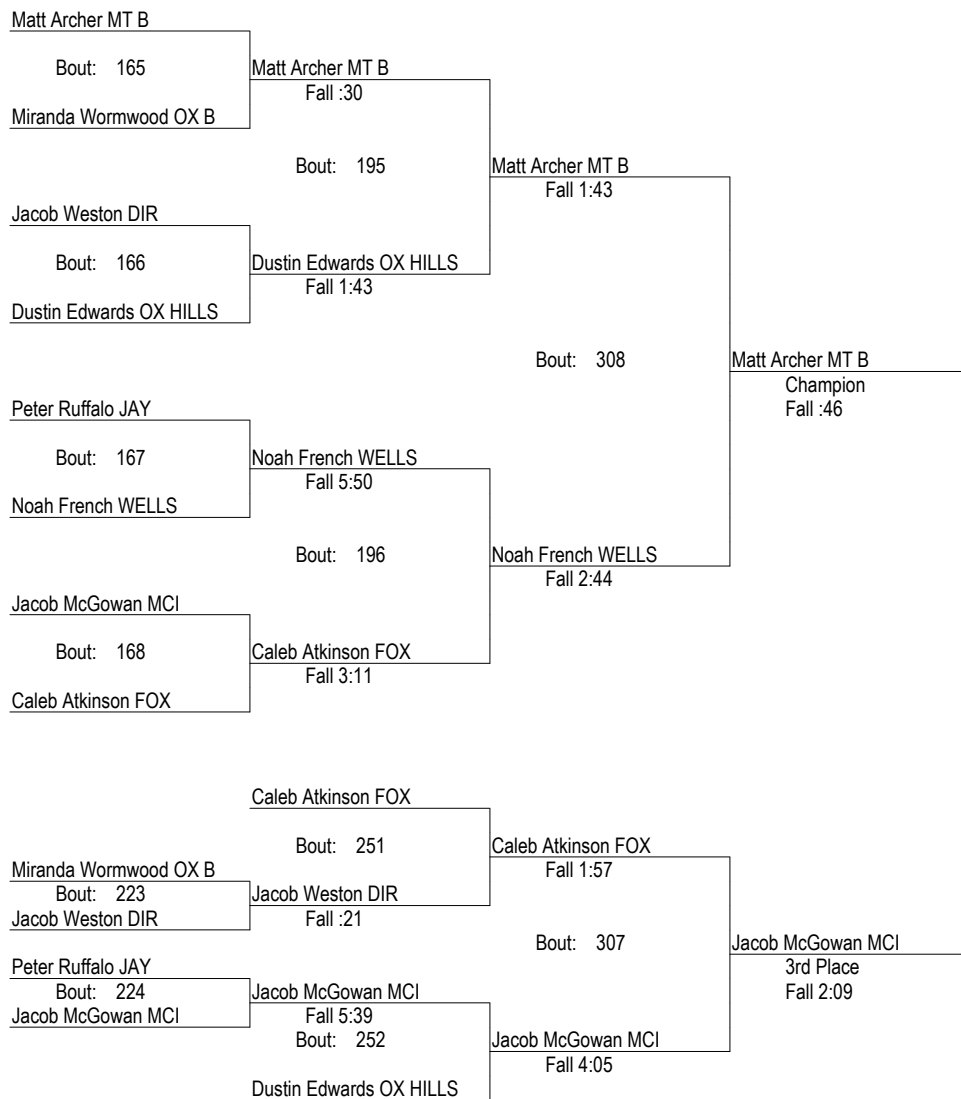 Matt Archer MT B
Bout: 165
Matt Archer MT B
Fall :30
Miranda Wormwood OX B
Bout: 195
Matt Archer MT B
Fall 1:43
Jacob Weston DIR
Bout: 166
Dustin Edwards OX HILLS
Fall 1:43
Dustin Edwards OX HILLS
Bout: 308
Matt Archer MT B
Champion
Fall :46
Peter Ruffalo JAY
Bout: 167
Noah French WELLS
Fall 5:50
Noah French WELLS
Bout: 196
Noah French WELLS
Fall 2:44
Jacob McGowan MCI
Bout: 168
Caleb Atkinson FOX
Fall 3:11
Caleb Atkinson FOX
Caleb Atkinson FOX
Bout: 251
Caleb Atkinson FOX
Fall 1:57
Miranda Wormwood OX B
Bout: 223
Jacob Weston DIR
Fall :21
Jacob Weston DIR
Bout: 307
Jacob McGowan MCI
3rd Place
Fall 2:09
Peter Ruffalo JAY
Bout: 224
Jacob McGowan MCI
Fall 5:39
Jacob McGowan MCI
Bout: 252
Jacob McGowan MCI
Fall 4:05
Dustin Edwards OX HILLS